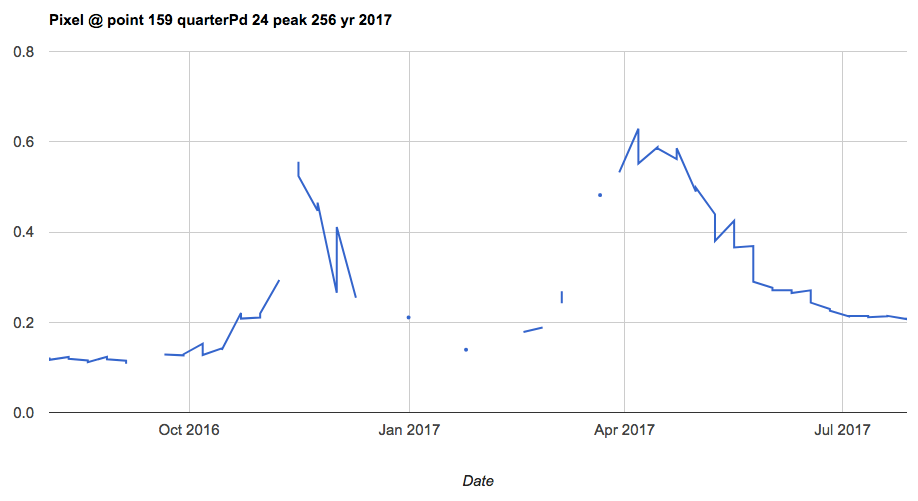 Pixel @ point 159 quarterPd 24 peak 256 yr 2017
0.8
0.6
0.4
0.2
0.0
Oct 2016 Jan 2017 Apr 2017 Jul 2017
Date